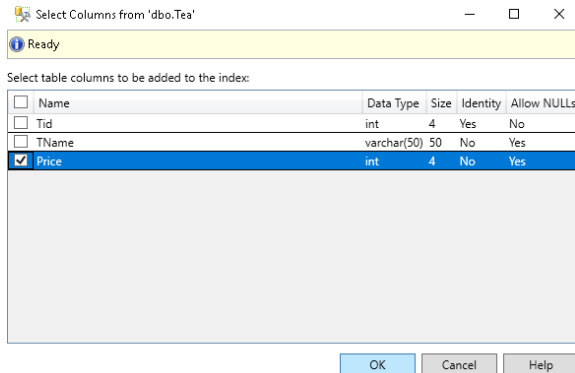 Select Columns from 'dbo.Tea'
Ready
Select table columns to be added to the index:
Name Data Type Size Identity Allow NULLs
Tid int 4 Yes No
TName varchar(50) 50 No Yes
Price int 4 No Yes
OK Cancel Help